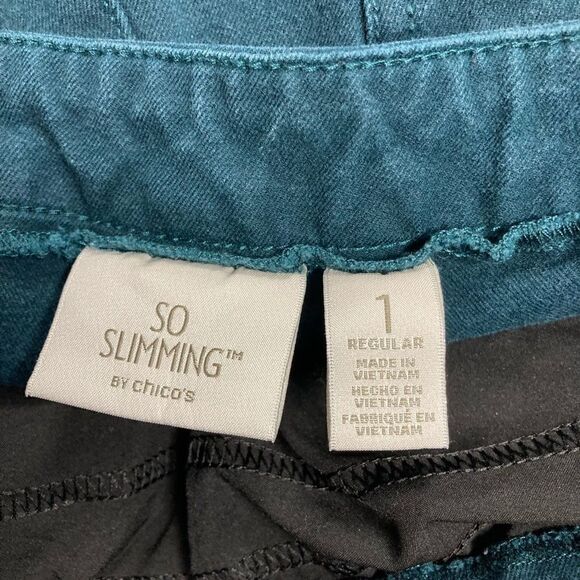 SO
SLIMMING™
BY chico's
1
REGULAR
MADE IN
VIETNAM
HECHO EN
VIETNAM
FABRIQUÉ EN
VIETNAM